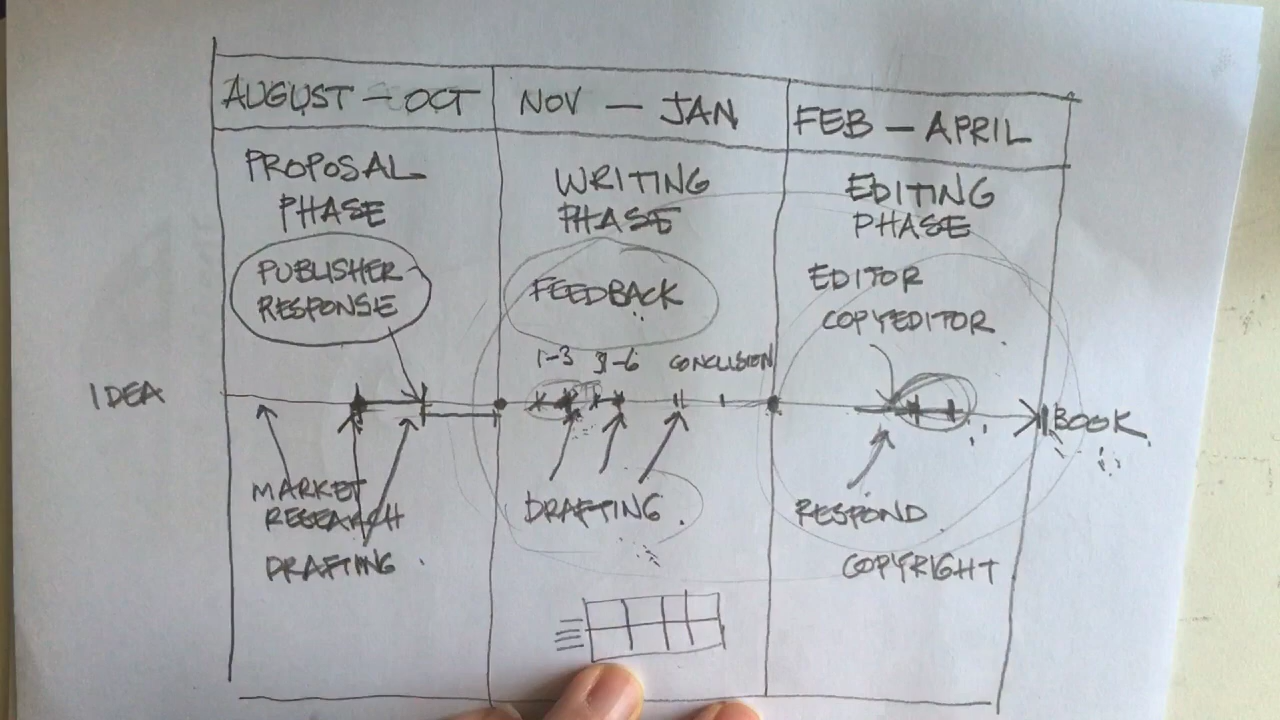 AUGUST - OCT
NOV - JAN
FEB - APRIL
PROPOSAL
PHASE
WRITING
PHASE
EDITING
PHASE
PUBLISHER
RESPONSE
FEEDBACK
EDITOR
COPYEDITOR
1-3
-6
CONCLUSION
IDEA
BOOK
MARKET
RESEARCH
DRAFTING
DRAFTING
RESPOND
COPYRIGHT